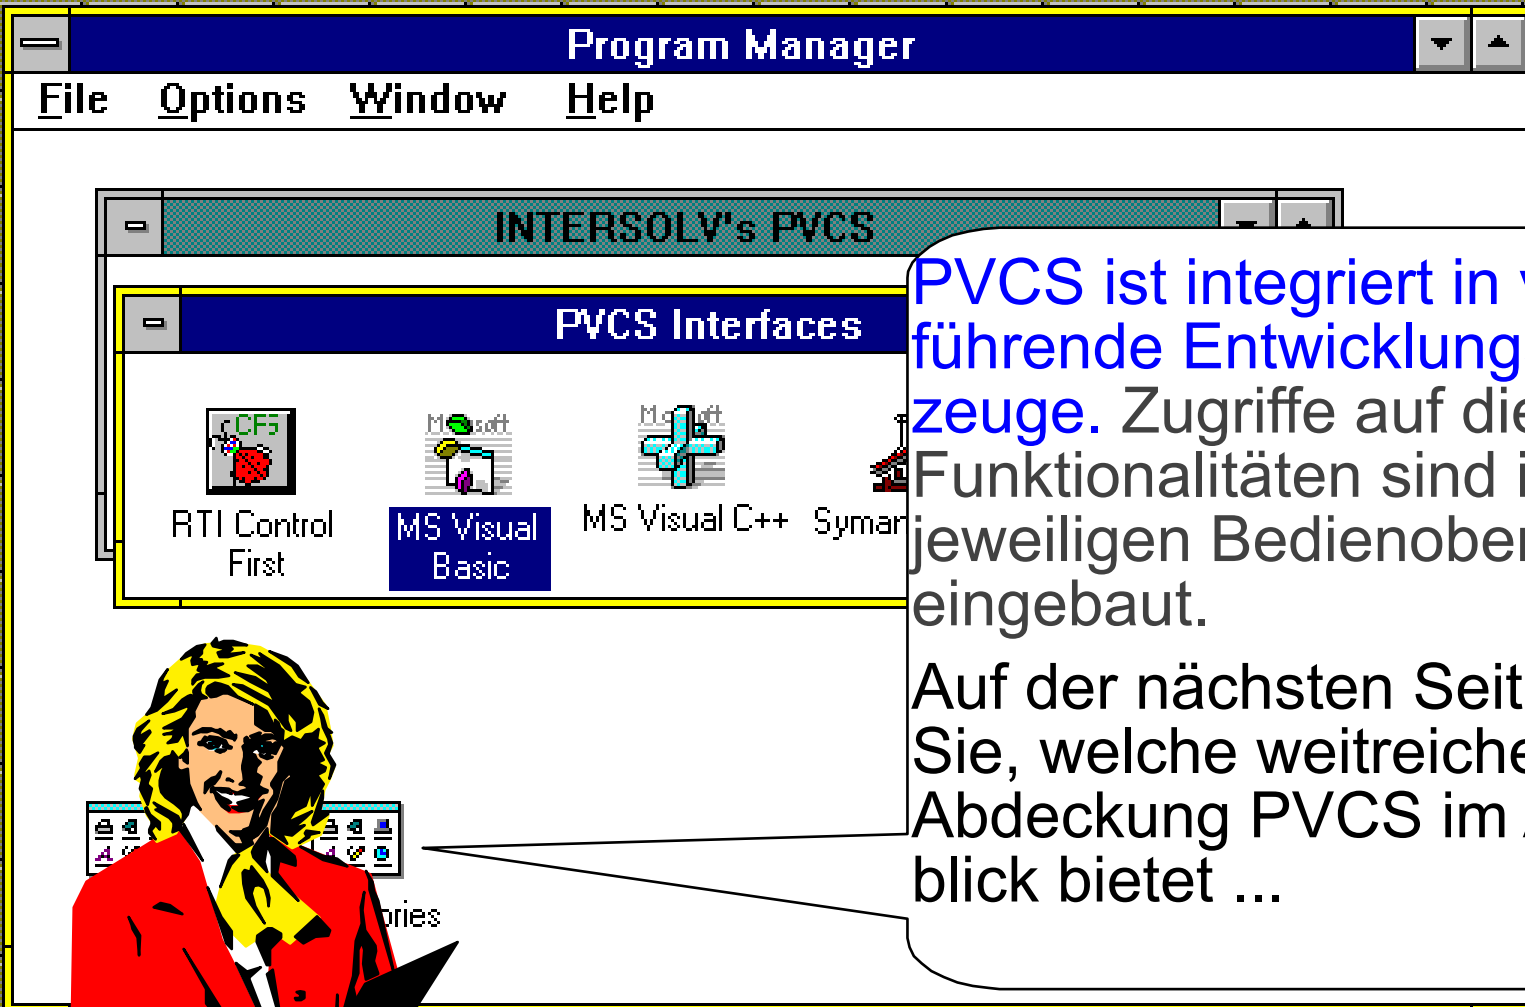 Program Manager
File Options Window Help
INTERSOLV's PVCS
PVCS Interfaces
RTI Control
First
MS Visual
Basic
MS Visual C++
PVCS ist integriert in
führende Entwicklung
zeuge. Zugriffe auf die
Funktionalitäten sind
jeweiligen Bedienober
eingebaut.
Auf der nächsten Seit
Sie, welche weitreiche
Abdeckung PVCS im
blick bietet ...